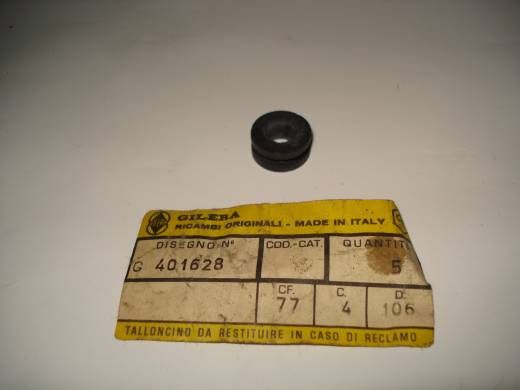 GILERA
RICAMBI ORIGINALI - MADE IN ITALY
DISEGNO N° COD.-CAT. QUANTIT
G 401628 5
CF. C. D.
77 4 106
TALLONCINO DA RESTITUIRE IN CASO DI RECLAMO